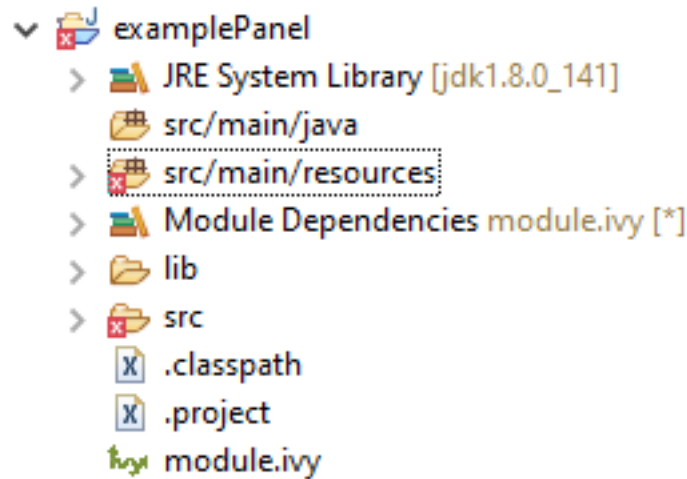 examplePanel
JRE System Library [jdk1.8.0_141]
src/main/java
src/main/resources
Module Dependencies module.ivy [*]
lib
src
.classpath
.project
module.ivy